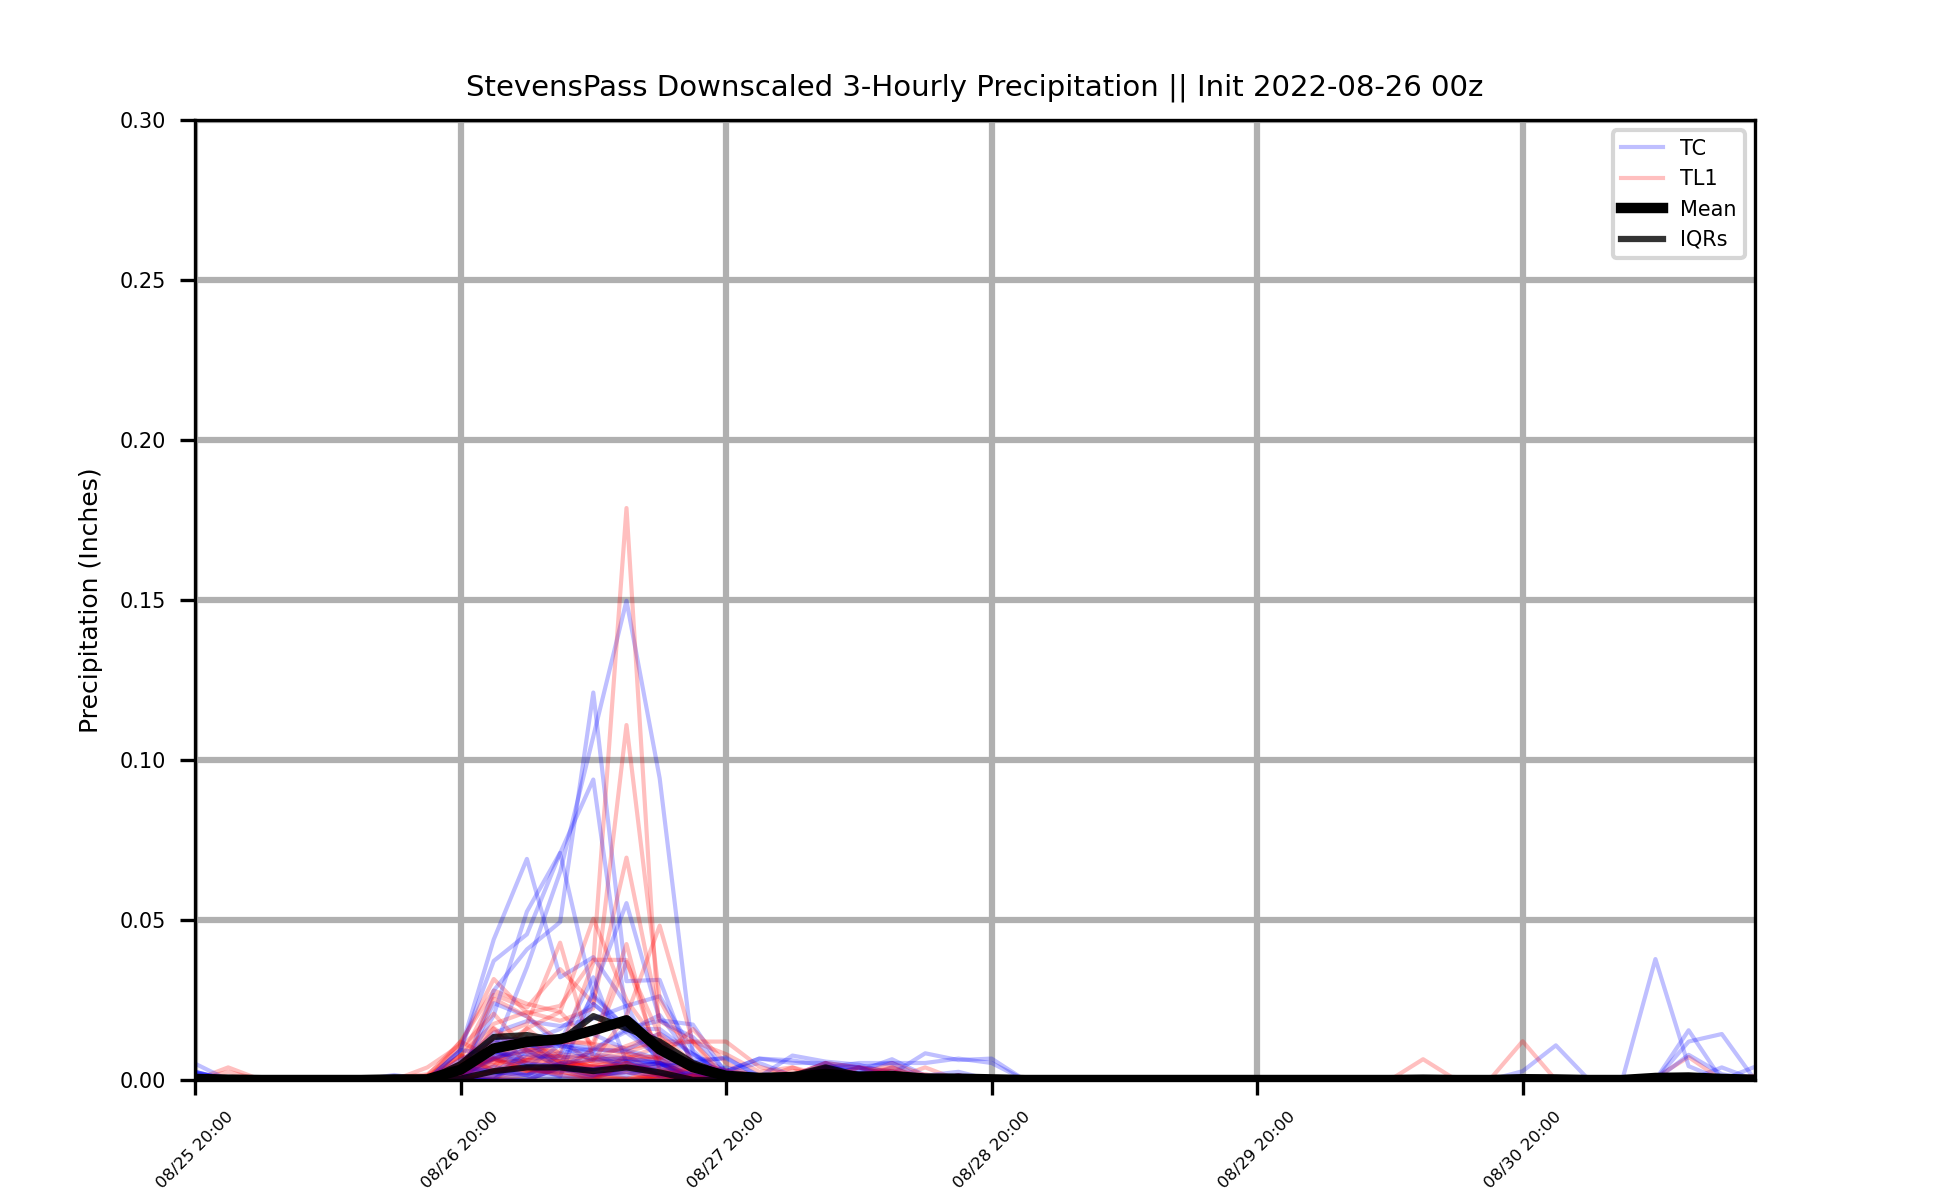 StevensPass Downscaled 3-Hourly Precipitation || Init 2022-08-26 00z
Precipitation (Inches)
0.30
0.25
0.20
0.15
0.10
0.05
0.00
TC
TL1
Mean
IQRs
08/25 20:00
08/26 20:00
08/27 20:00
08/28 20:00
08/29 20:00
08/30 20:00